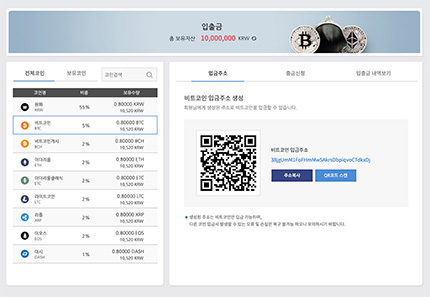 입출금
총 보유자산 10,000,000 KRW
전체코인 보유코인 코인검색
코인명 비중 보유수량
원화 55% 0.80000 KRW
KRW 10,520 KRW
비트코인 5% 0.80000 BTC
BTC 10,520 KRW
비트코인캐시 2% 0.80000 BCH
BCH 10,520 KRW
이더리움 2% 0.80000 ETH
ETH 10,520 KRW
이더리움클래식 2% 0.80000 ETC
ETC 10,520 KRW
라이트코인 2% 0.80000 LTC
LTC 10,520 KRW
리플 2% 0.80000 XRP
XRP 10,520 KRW
이오스 2% 0.80000 EOS
EOS 10,520 KRW
대시 1% 0.80000 DASH
DASH 10,520 KRW
입금주소 출금신청 입출금 내역보기
비트코인 입금주소 생성
회원님에게 생성된 주소로 비트코인을 입금할 수 있습니다.
비트코인 입금주소
주소복사 QR코드 스캔
생성된 주소는 비트코인만 입금 가능하며,
다른 코인 입금시 발생할 수 있는 오류 및 손실은 복구 불가능 하오니 유의하시기 바랍니다.